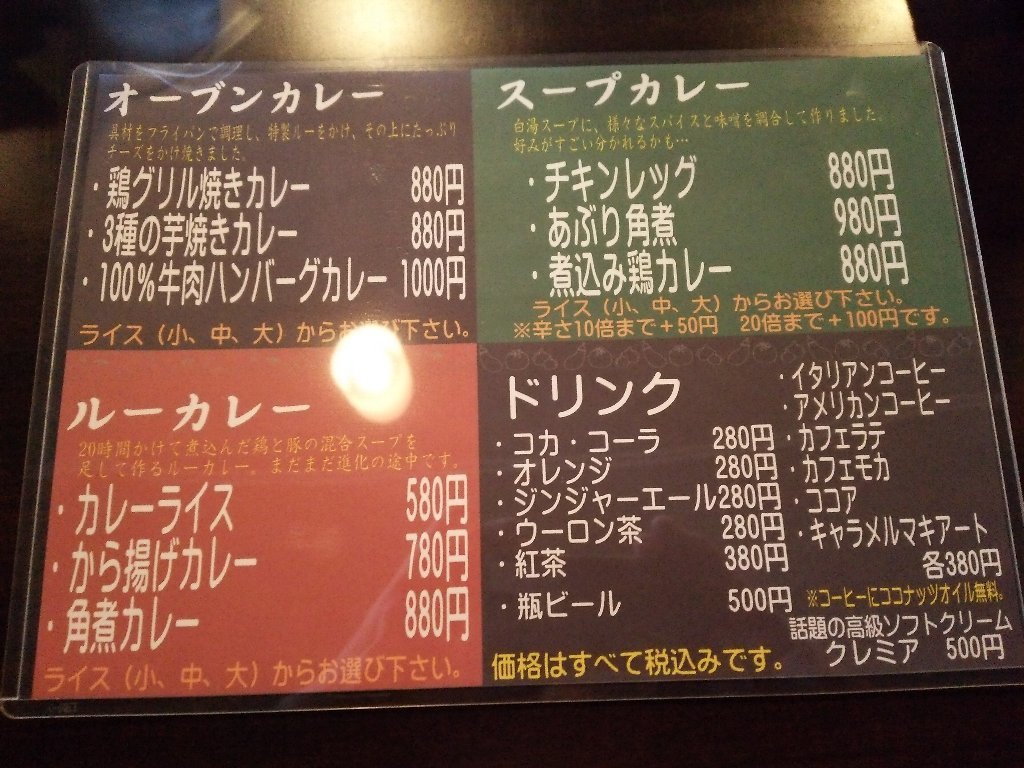 オーブンカレー
具材をフライパンで調理し、特製ルーをかけ、その上にたっぷり
チーズをかけ焼きました。
・鶏グリル焼きカレー 880円
・3種の芋焼きカレー 880円
・100%牛肉ハンバーグカレー 1000円
ライス（小、中、大）からお選び下さい。
スープカレー
白湯スープに、様々なスパイスと味噌を調合して作りました。
好みがすごい分かれるかも…
・チキンレッグ 880円
・あぶり角煮 980円
・煮込み鶏カレー 880円
ライス（小、中、大）からお選び下さい。
※辛さ10倍まで＋50円 20倍まで＋100円です。
ルーカレー
20時間かけて煮込んだ鶏と豚の混合スープを
足して作るルーカレー。まだまだ進化の途中です。
・カレーライス 580円
・から揚げカレー 780円
・角煮カレー 880円
ライス（小、中、大）からお選び下さい。
ドリンク
・コカ・コーラ 280円
・オレンジ 280円
・ジンジャーエール 280円
・ウーロン茶 280円
・紅茶 380円
・瓶ビール 500円
・イタリアンコーヒー
・アメリカンコーヒー
・カフェラテ
・カフェモカ
・ココア
・キャラメルマキアート
各380円
※コーヒーにココナッツオイル無料。
話題の高級ソフトクリーム
クレミア 500円
価格はすべて税込みです。